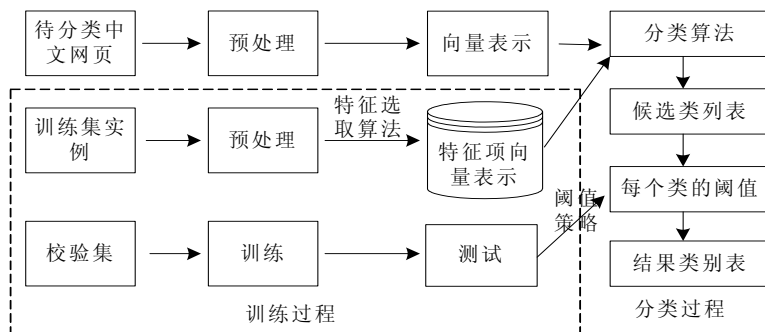 待分类中
文网页
预处理
向量表示
分类算法
训练集实
例
预处理
特征选
取算法
特征项向
量表示
候选类列表
每个类的阈值
阈值
策略
校验集
训练
测试
结果类别表
训练过程
分类过程